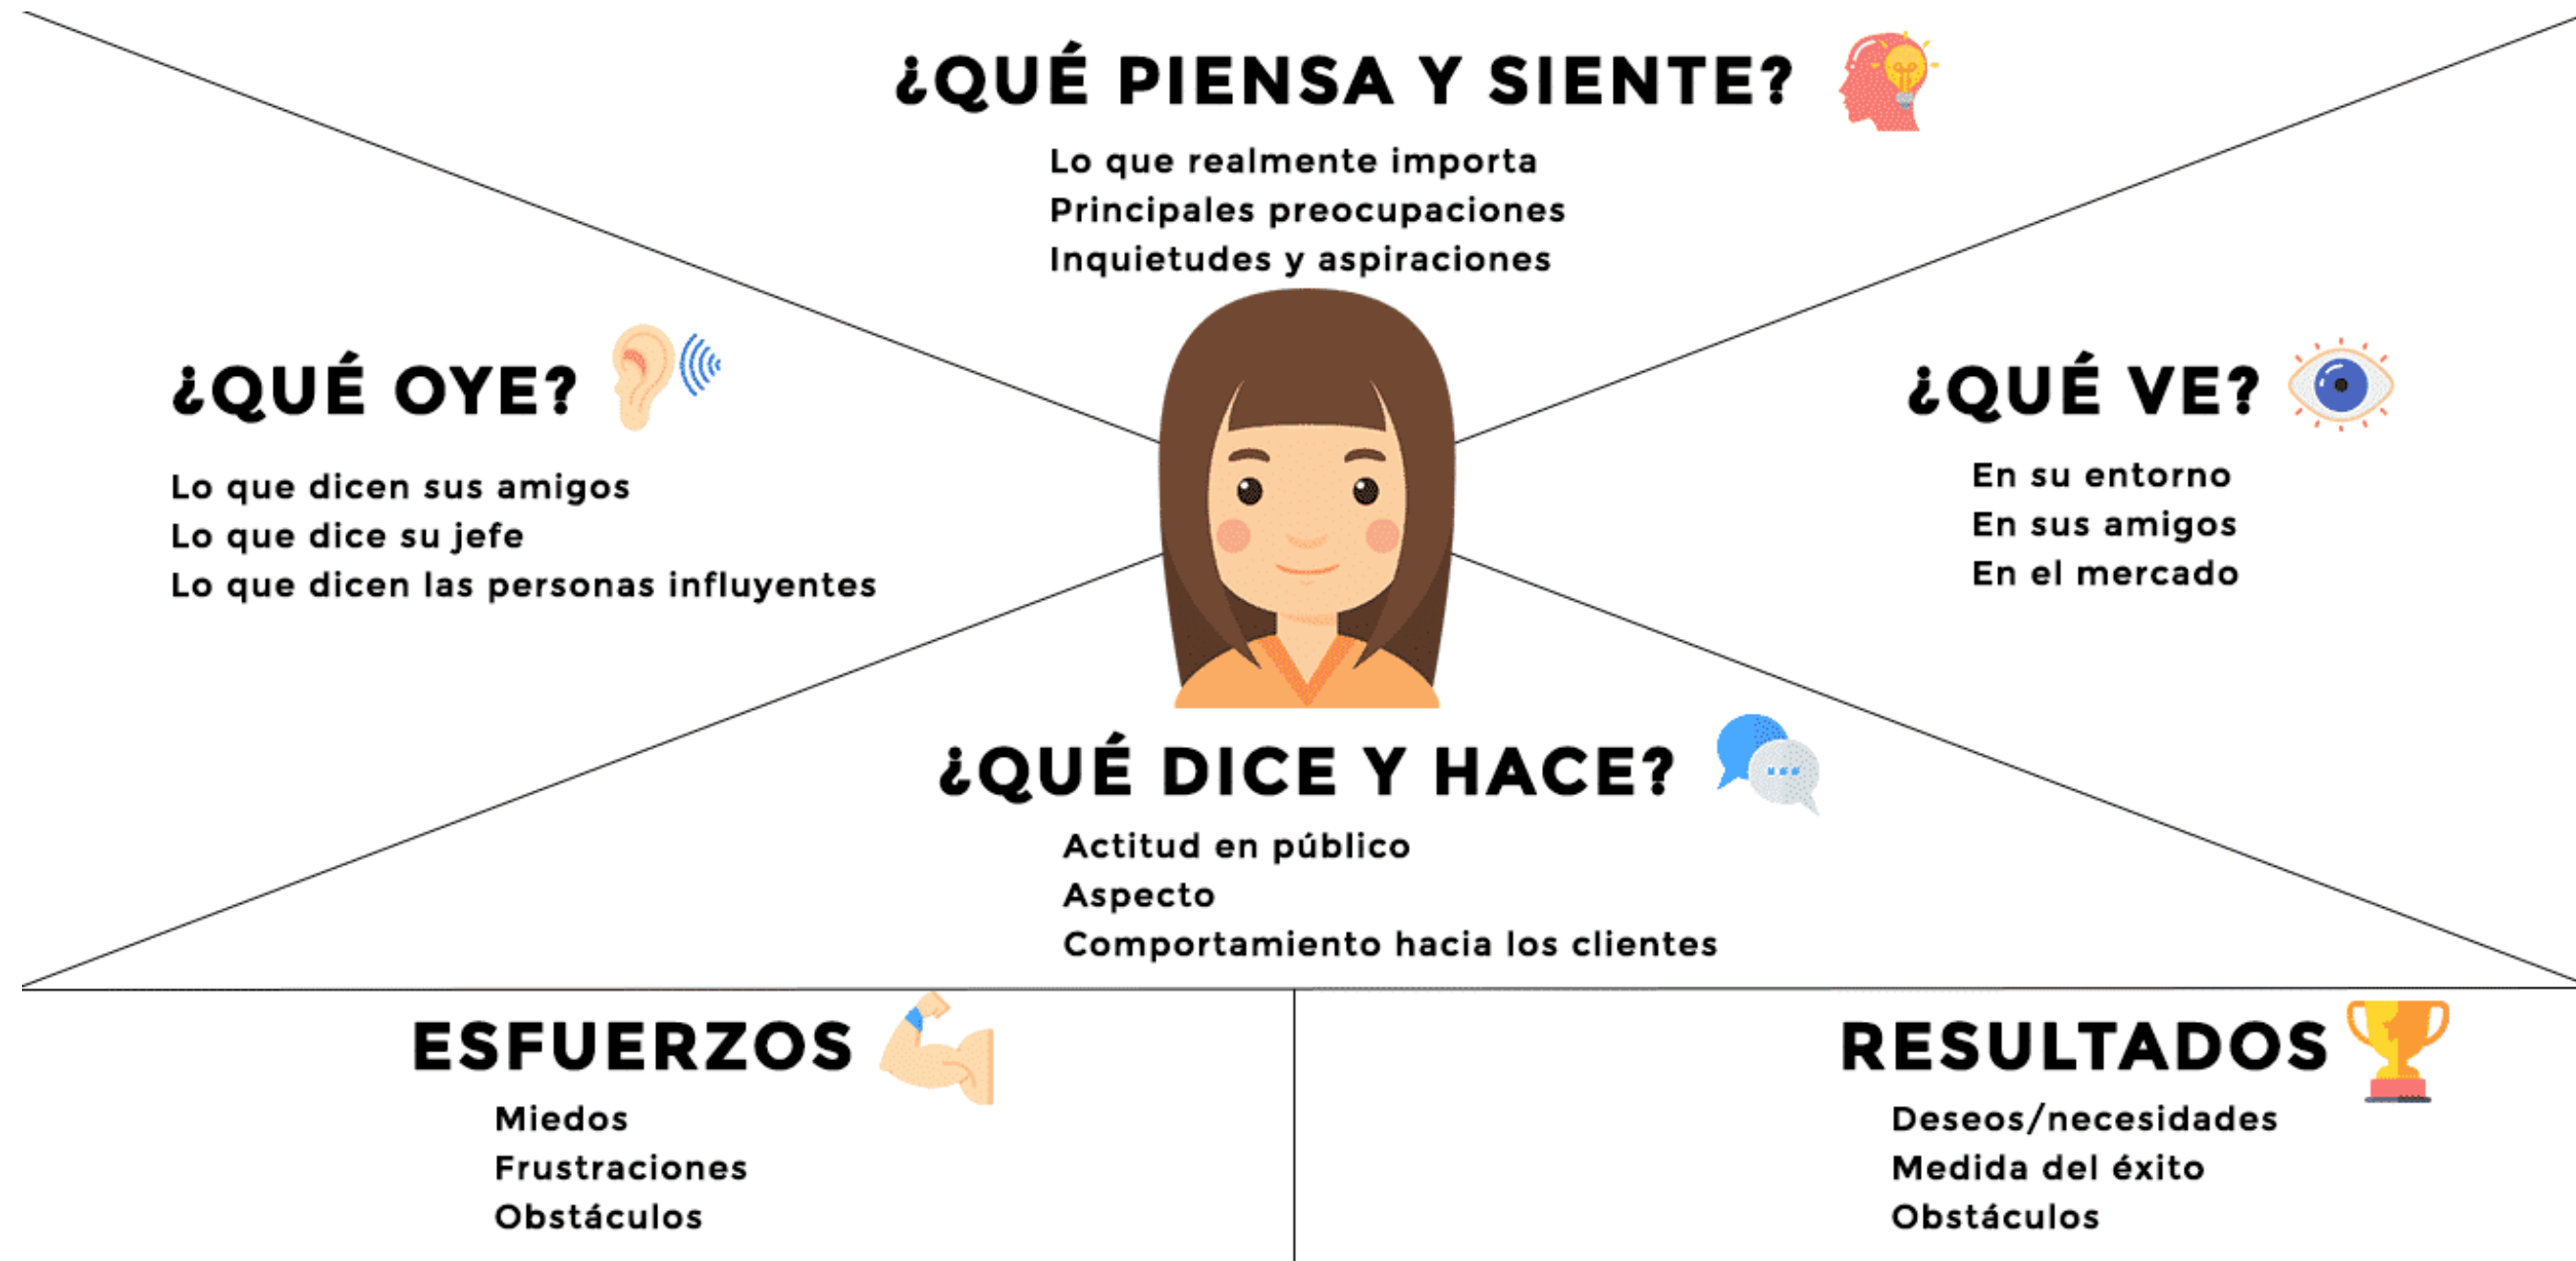 ¿QUÉ PIENSA Y SIENTE?
Lo que realmente importa
Principales preocupaciones
Inquietudes y aspiraciones
¿QUÉ OYE?
Lo que dicen sus amigos
Lo que dice su jefe
Lo que dicen las personas influyentes
¿QUÉ VE?
En su entorno
En sus amigos
En el mercado
¿QUÉ DICE Y HACE?
Actitud en público
Aspecto
Comportamiento hacia los clientes
ESFUERZOS
Miedos
Frustraciones
Obstáculos
RESULTADOS
Deseos/necesidades
Medida del éxito
Obstáculos